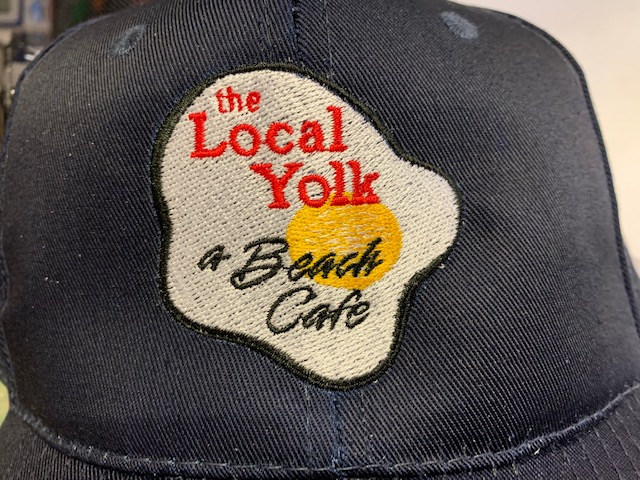 the
Local
Yolk
a Beach
Cafe